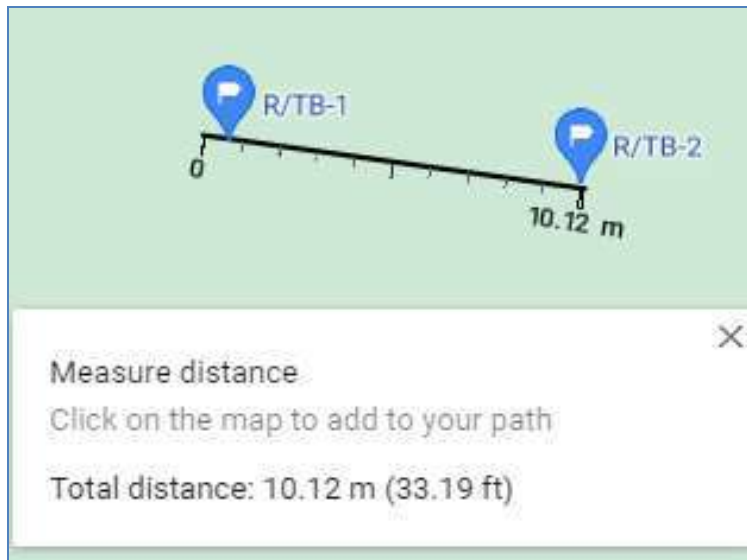 R/TB-1
R/TB-2
0
10.12 m
Measure distance
Click on the map to add to your path
Total distance: 10.12 m (33.19 ft)